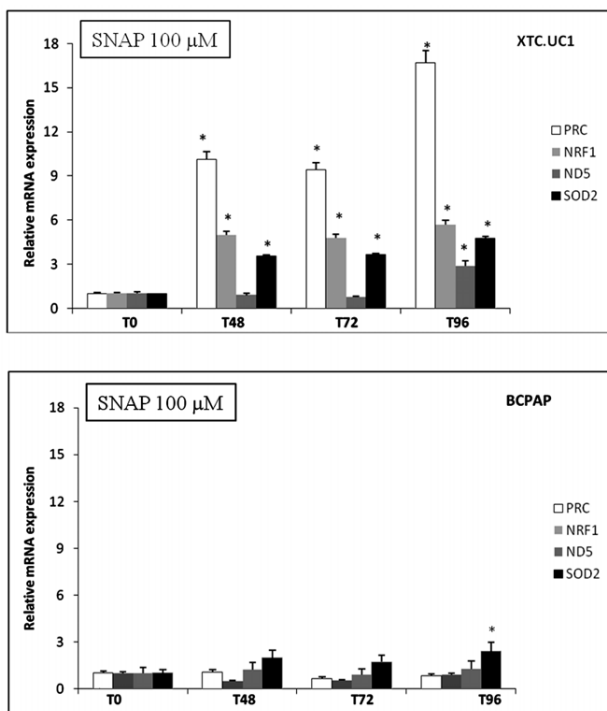 SNAP 100 μM
XTC.UC1
Relative mRNA expression
18
15
12
9
6
3
0
* * * * * * * * * *
PRC
NRF1
ND5
SOD2
T0 T48 T72 T96
SNAP 100 μM
BCPAP
Relative mRNA expression
18
15
12
9
6
3
0
*
PRC
NRF1
ND5
SOD2
T0 T48 T72 T96